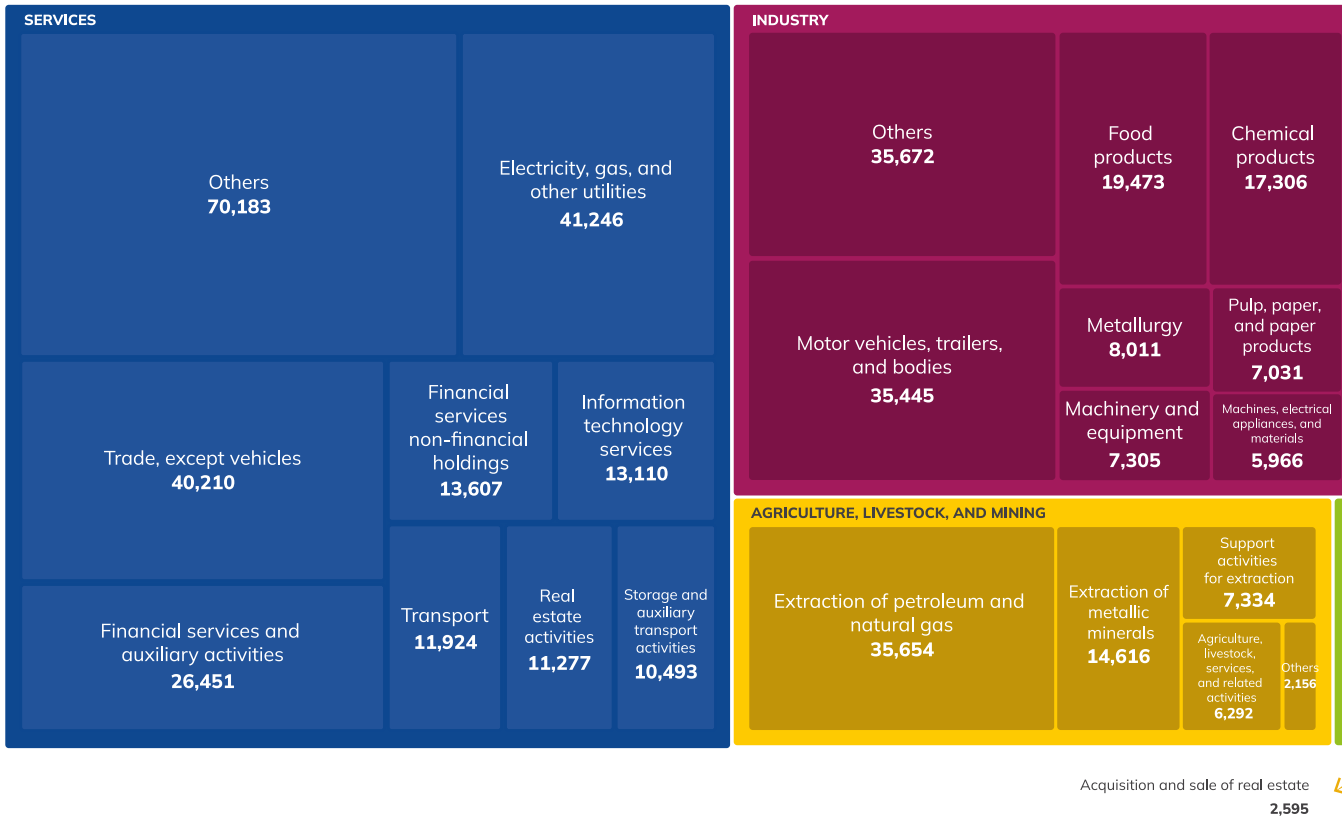 SERVICES
Others
70,183
Electricity, gas, and
other utilities
41,246
Trade, except vehicles
40,210
Financial
services
non-financial
holdings
13,607
Information
technology
services
13,110
Financial services and
auxiliary activities
26,451
Transport
11,924
Real
estate
activities
11,277
Storage and
auxiliary
transport
activities
10,493
INDUSTRY
Others
35,672
Food
products
19,473
Chemical
products
17,306
Motor vehicles, trailers,
and bodies
35,445
Metallurgy
8,011
Pulp, paper,
and paper
products
7,031
Machinery and
equipment
7,305
Machines, electrical
appliances, and
materials
5,966
AGRICULTURE, LIVESTOCK, AND MINING
Extraction of petroleum and
natural gas
35,654
Extraction of
metallic
minerals
14,616
Support
activities
for extraction
7,334
Agriculture,
livestock,
services,
and related
activities
6,292
Others
2,156
Acquisition and sale of real estate
2,595